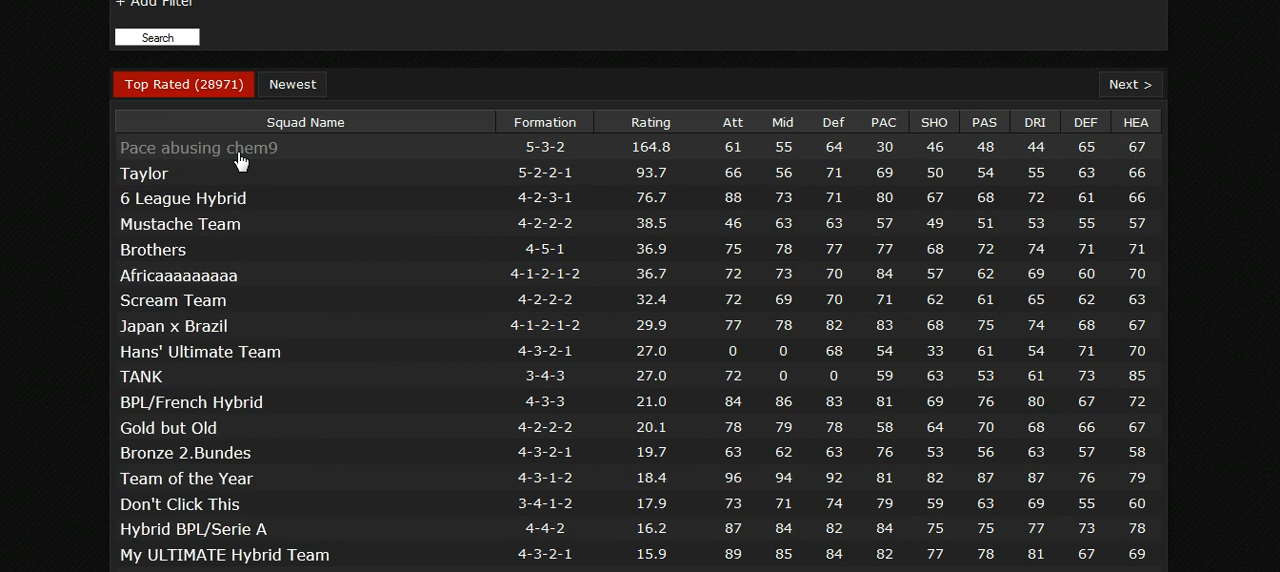 + Add Filter
Search
Top Rated (28971) Newest Next >
Squad Name Formation Rating Att Mid Def PAC SHO PAS DRI DEF HEA
Pace abusing chem9 5-3-2 164.8 61 55 64 30 46 48 44 65 67
Taylor 5-2-2-1 93.7 66 56 71 69 50 54 55 63 66
6 League Hybrid 4-2-3-1 76.7 88 73 71 80 67 68 72 61 66
Mustache Team 4-2-2-2 38.5 46 63 63 57 49 51 53 55 57
Brothers 4-5-1 36.9 75 78 77 77 68 72 74 71 71
Africaaaaaaaaa 4-1-2-1-2 36.7 72 73 70 84 57 62 69 60 70
Scream Team 4-2-2-2 32.4 72 69 70 71 62 61 65 62 63
Japan x Brazil 4-1-2-1-2 29.9 77 78 82 83 68 75 74 68 67
Hans' Ultimate Team 4-3-2-1 27.0 0 0 68 54 33 61 54 71 70
TANK 3-4-3 27.0 72 0 0 59 63 53 61 73 85
BPL/French Hybrid 4-3-3 21.0 84 86 83 81 69 76 80 67 72
Gold but Old 4-2-2-2 20.1 78 79 78 58 64 70 68 66 67
Bronze 2.Bundes 4-3-2-1 19.7 63 62 63 76 53 56 63 57 58
Team of the Year 4-3-1-2 18.4 96 94 92 81 82 87 87 76 79
Don't Click This 3-4-1-2 17.9 73 71 74 79 59 63 69 55 60
Hybrid BPL/Serie A 4-4-2 16.2 87 84 82 84 75 75 77 73 78
My ULTIMATE Hybrid Team 4-3-2-1 15.9 89 85 84 82 77 78 81 67 69